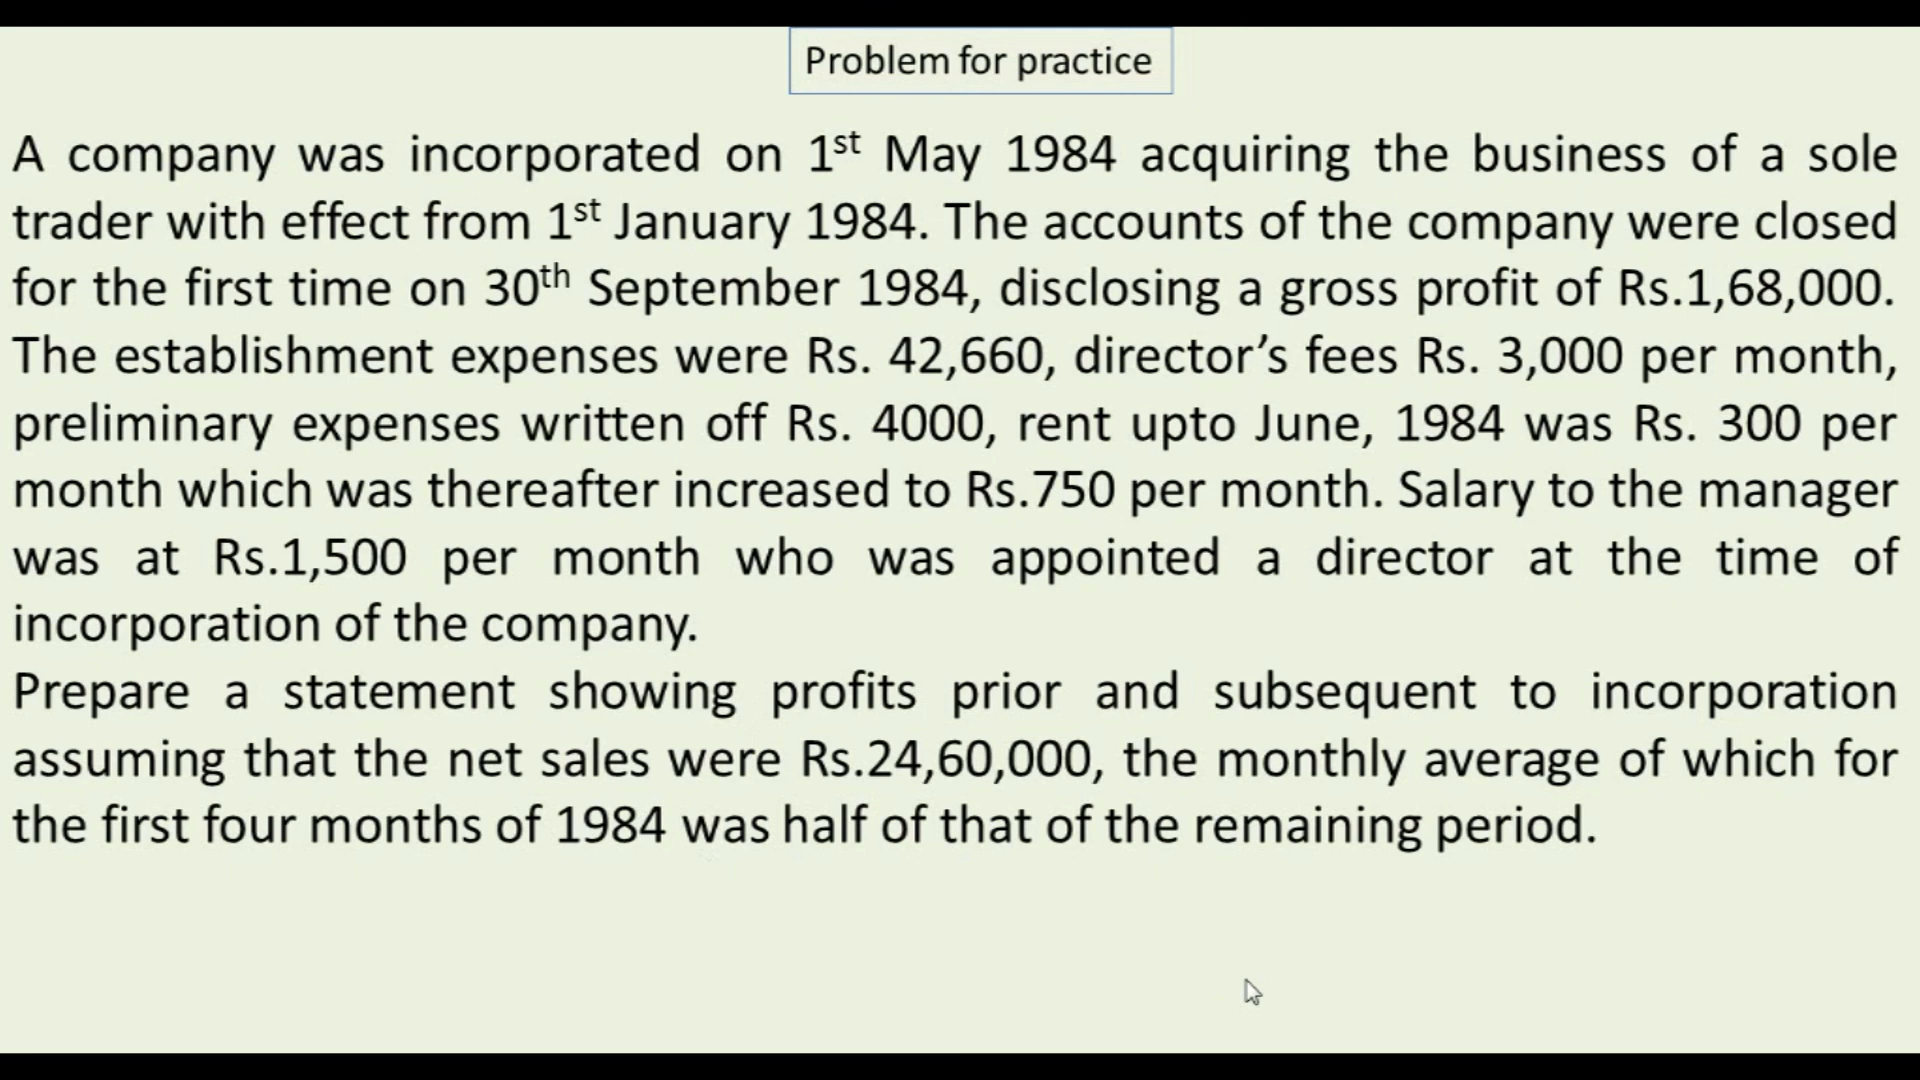 Problem for practice
A company was incorporated on 1st May 1984 acquiring the business of a sole
trader with effect from 1st January 1984. The accounts of the company were closed
for the first time on 30th September 1984, disclosing a gross profit of Rs.1,68,000.
The establishment expenses were Rs. 42,660, director’s fees Rs. 3,000 per month,
preliminary expenses written off Rs. 4000, rent upto June, 1984 was Rs. 300 per
month which was thereafter increased to Rs.750 per month. Salary to the manager
was at Rs.1,500 per month who was appointed a director at the time of
incorporation of the company.
Prepare a statement showing profits prior and subsequent to incorporation
assuming that the net sales were Rs.24,60,000, the monthly average of which for
the first four months of 1984 was half of that of the remaining period.